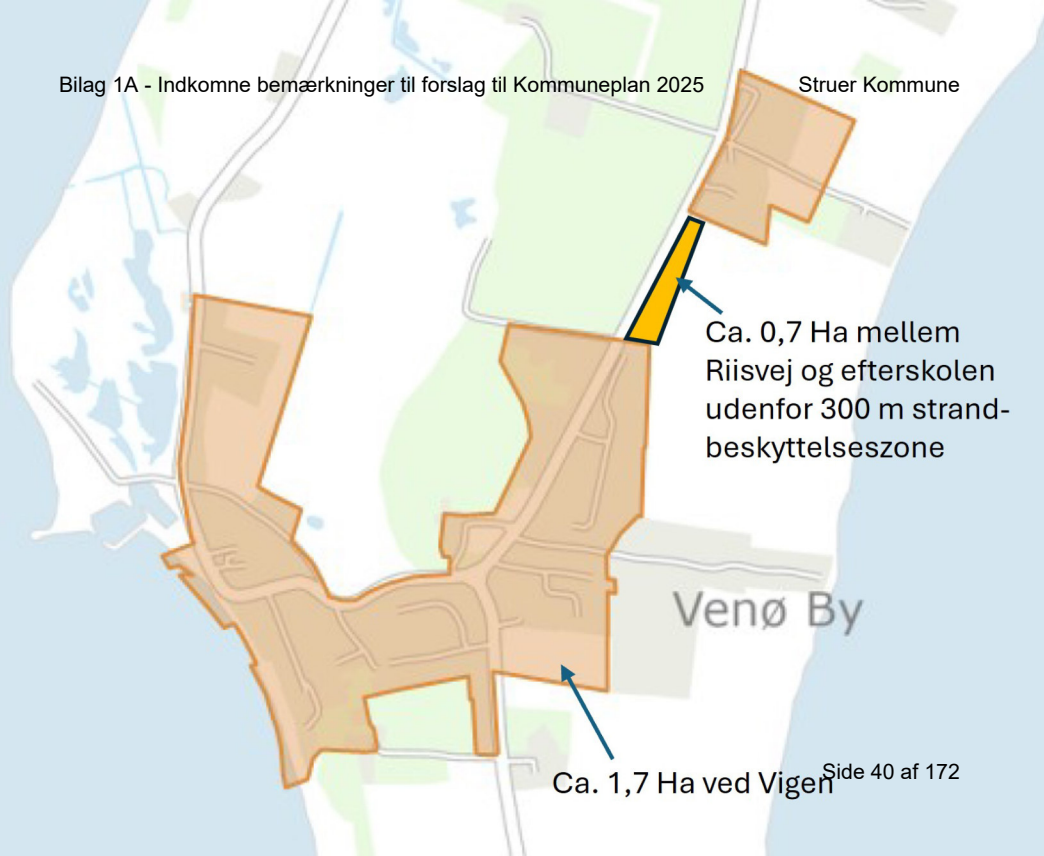 Bilag 1A - Indkomne bemærkninger til forslag til Kommuneplan 2025 Struer Kommune
Ca. 0,7 Ha mellem
Riisvej og efterskolen
udenfor 300 m strand-
beskyttelseszone
Venø By
Ca. 1,7 Ha ved Vigen
Side 40 af 172